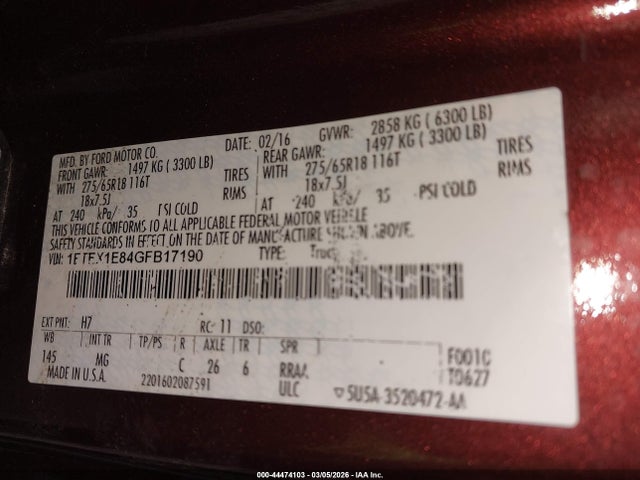 MFD. BY FORD MOTOR CO. DATE: 02/16 GVWR: 2858 KG ( 6300 LB)
FRONT GAWR: 1497 KG ( 3300 LB) REAR GAWR: 1497 KG ( 3300 LB)
WITH 275/65R18 116T TIRES WITH 275/65R18 116T TIRES
18x7.5J RIMS 18x7.5J RIMS
AT 240 kPa/ 35 PSI COLD AT 240 kPa/ 35 PSI COLD
THIS VEHICLE CONFORMS TO ALL APPLICABLE FEDERAL MOTOR VEHICLE
SAFETY STANDARDS IN EFFECT ON THE DATE OF MANUFACTURE SHOWN ABOVE.
VIN: 1FTEX1E84GFB17190 TYPE: Truck
EXT PNT: H7 RC: 11 DSO:
WB INT TR TP/PS R AXLE TR SPR
145 MG C 26 6 RRAA F001C
MADE IN U.S.A. 2201602087591 ULC T0627
5U5A-3520472-AA
000-44474103 - 03/05/2026 - IAA Inc.